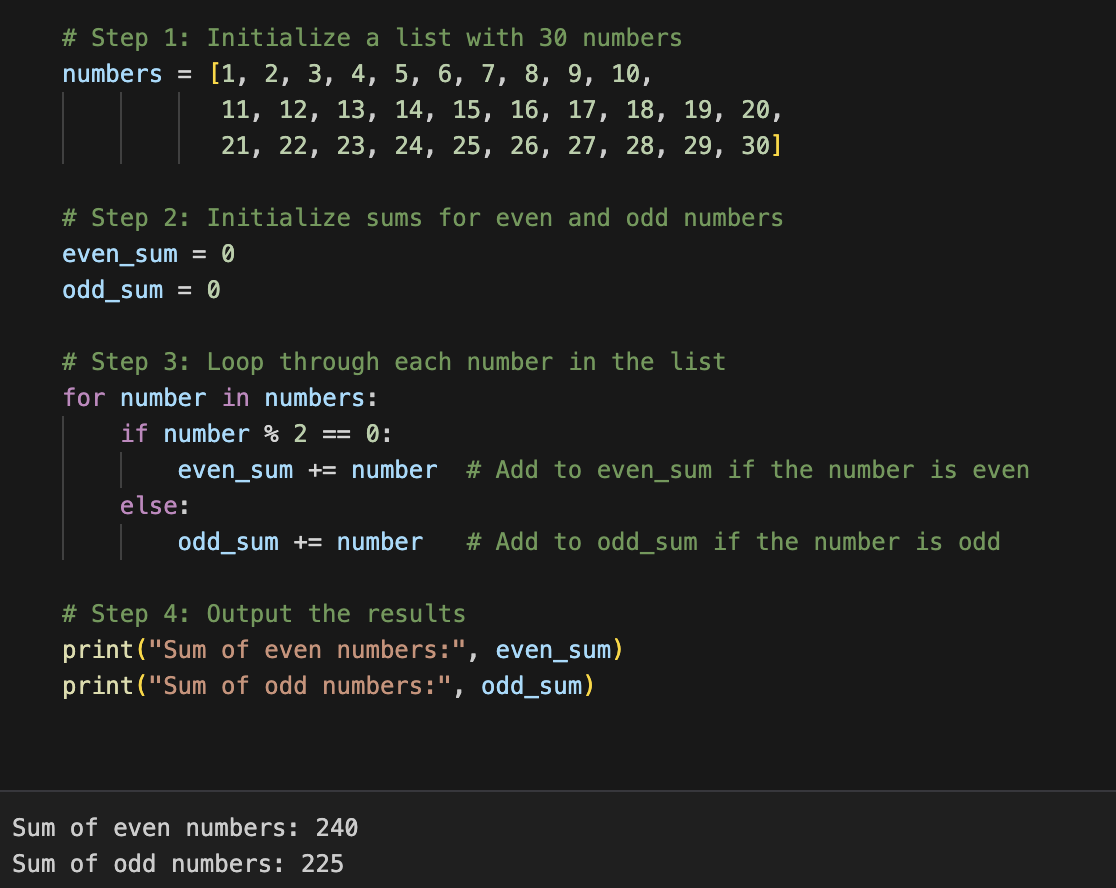 # Step 1: Initialize a list with 30 numbers
numbers = [1, 2, 3, 4, 5, 6, 7, 8, 9, 10,
           11, 12, 13, 14, 15, 16, 17, 18, 19, 20,
           21, 22, 23, 24, 25, 26, 27, 28, 29, 30]

# Step 2: Initialize sums for even and odd numbers
even_sum = 0
odd_sum = 0

# Step 3: Loop through each number in the list
for number in numbers:
    if number % 2 == 0:
        even_sum += number  # Add to even_sum if the number is even
    else:
        odd_sum += number   # Add to odd_sum if the number is odd

# Step 4: Output the results
print("Sum of even numbers:", even_sum)
print("Sum of odd numbers:", odd_sum)

Sum of even numbers: 240
Sum of odd numbers: 225